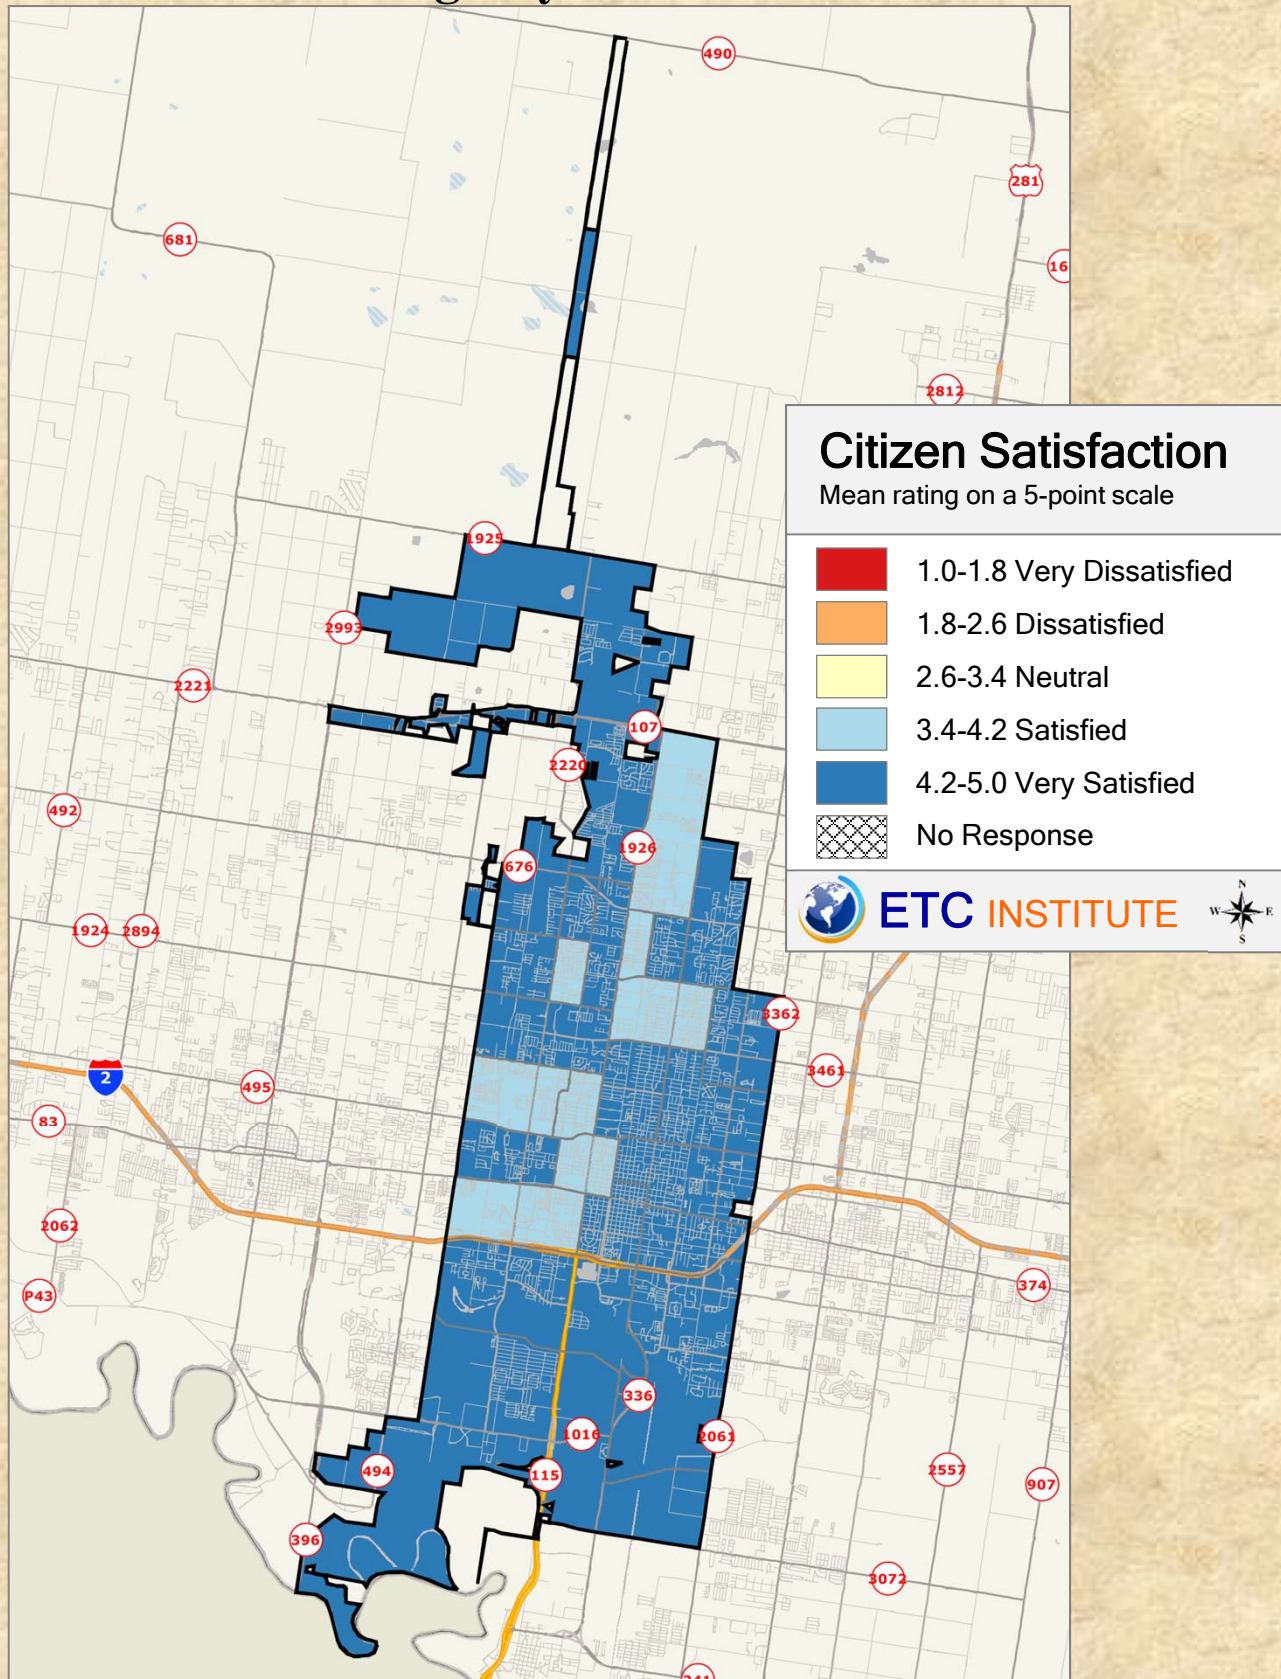 490
281
681
16
2812
Citizen Satisfaction
Mean rating on a 5-point scale
1.0-1.8 Very Dissatisfied
1.8-2.6 Dissatisfied
2.6-3.4 Neutral
3.4-4.2 Satisfied
4.2-5.0 Very Satisfied
No Response
ETC INSTITUTE
N
W E
S
1925
2993
2221
107
2220
492
1926
676
1924 2894
3362
2
3461
495
83
2062
374
P43
336
1016
2061
494
115
2557
907
396
3072